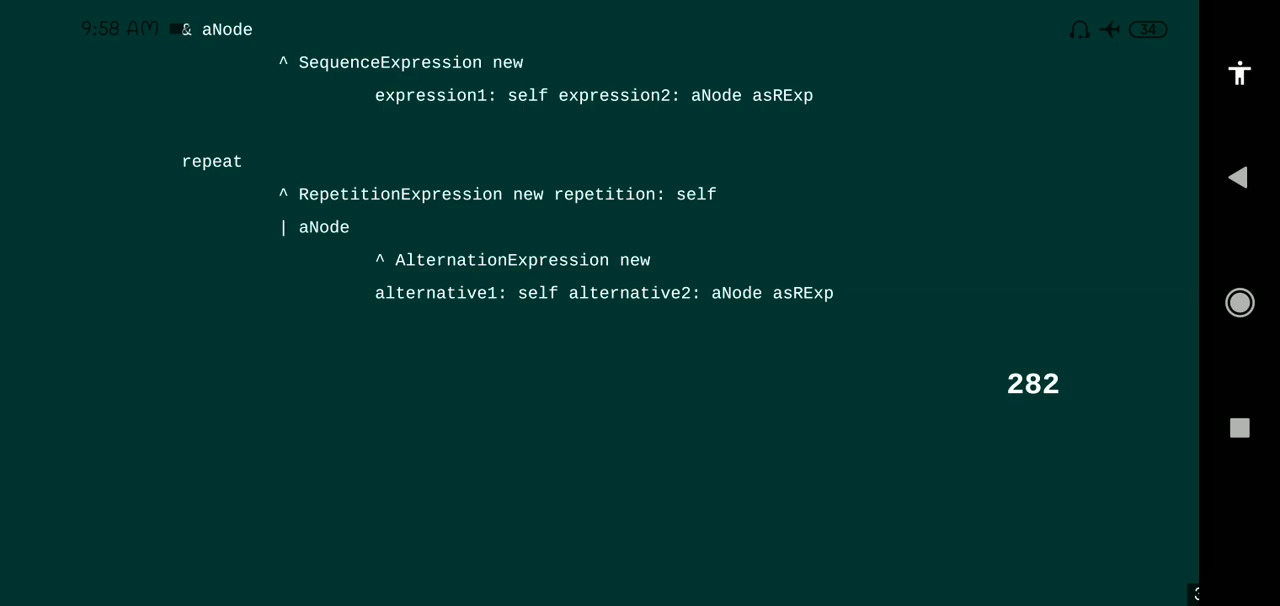 9:58 AM
34
& aNode
^ SequenceExpression new
expression1: self expression2: aNode asRExp
repeat
^ RepetitionExpression new repetition: self
| aNode
^ AlternationExpression new
alternative1: self alternative2: aNode asRExp
282